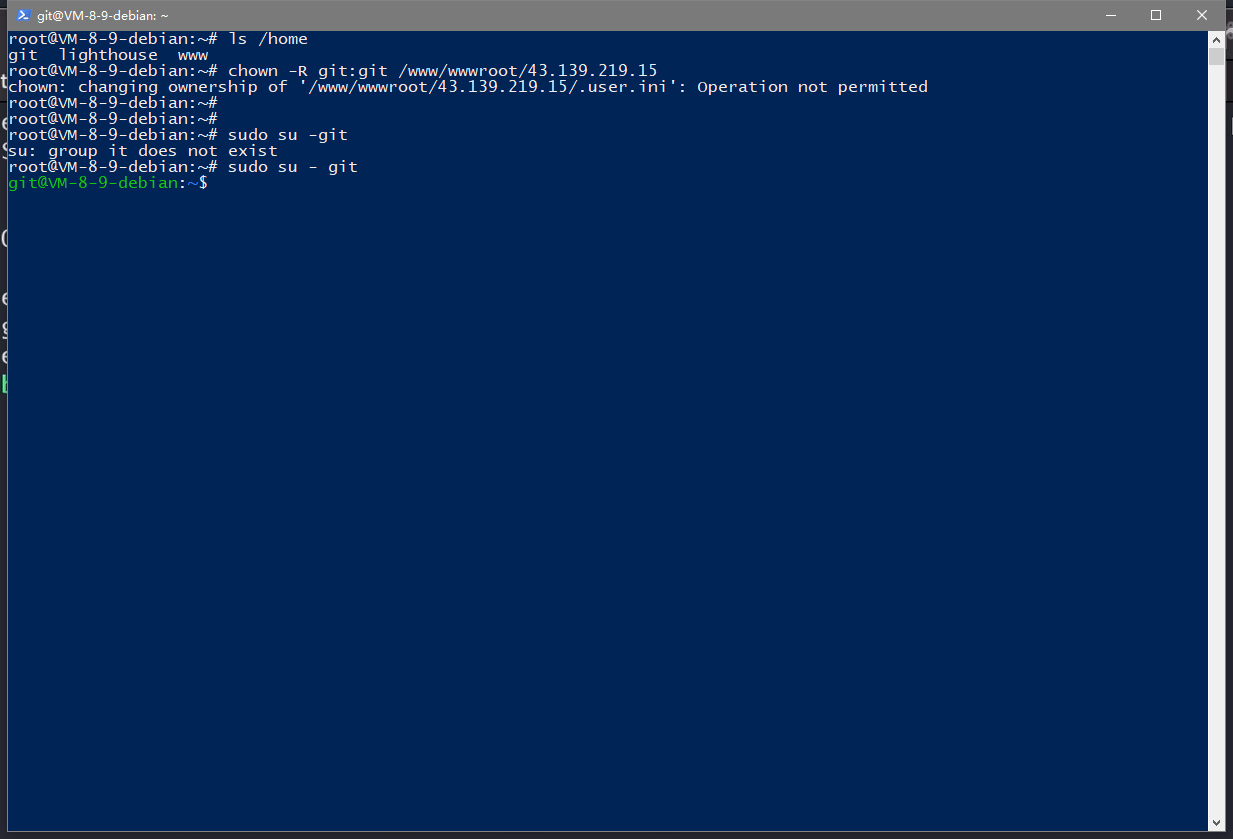 git@VM-8-9-debian: ~
root@VM-8-9-debian:~# ls /home
git  lighthouse  www
root@VM-8-9-debian:~# chown -R git:git /www/wwwroot/43.139.219.15
chown: changing ownership of '/www/wwwroot/43.139.219.15/.user.ini': Operation not permitted
root@VM-8-9-debian:~#
root@VM-8-9-debian:~#
root@VM-8-9-debian:~# sudo su -git
su: group it does not exist
root@VM-8-9-debian:~# sudo su - git
git@VM-8-9-debian:~$